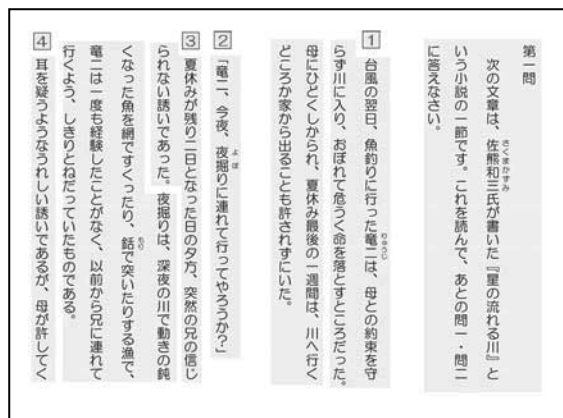 第一問
次の文章は、佐熊和三氏が書いた『星の流れる川』と
いう小説の一節です。これを読んで、あとの問一・問二
に答えなさい。
1 台風の翌日、魚釣りに行った竜二は、母との約束を守
らず川に入り、おぼれて危うく命を落とすところだった。
母にひどくしかられ、夏休み最後の一週間は、川へ行く
どころか家から出ることも許されずにいた。
2 「竜二、今夜、夜掘りに連れて行ってやろうか?」
3 夏休みが残り二日となった日の夕方、突然の兄の信じ
られない誘いであった。夜掘りは、深夜の川で動きの鈍
くなった魚を網ですくったり、銛で突いたりする漁で、
竜二は一度も経験したことがなく、以前から兄に連れて
行くよう、しきりとねだっていたものである。
4 耳を疑うようなうれしい誘いであるが、母が許してく